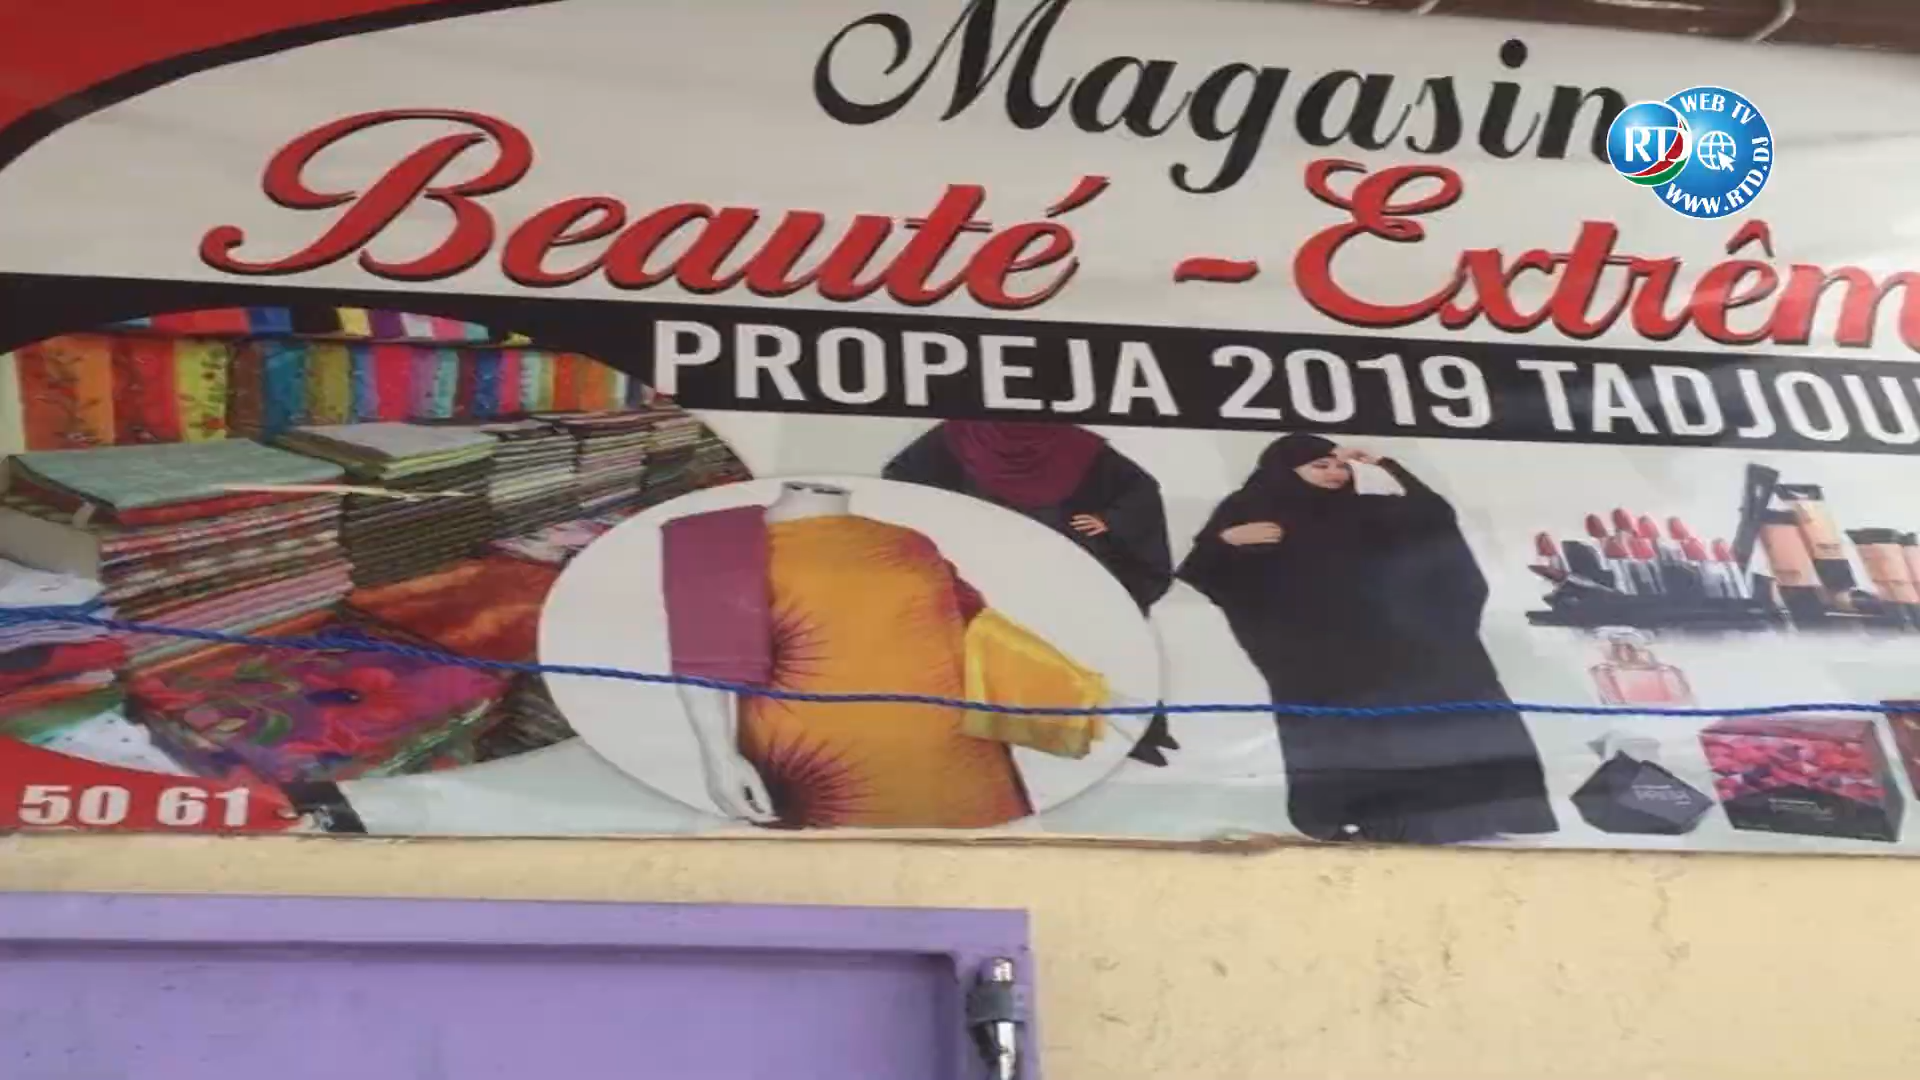 Magasin
Beauté - Extrêm
PROPEJA 2019 TADJOU
50 61
WEB TV
RTD
WWW.RTD.DJ